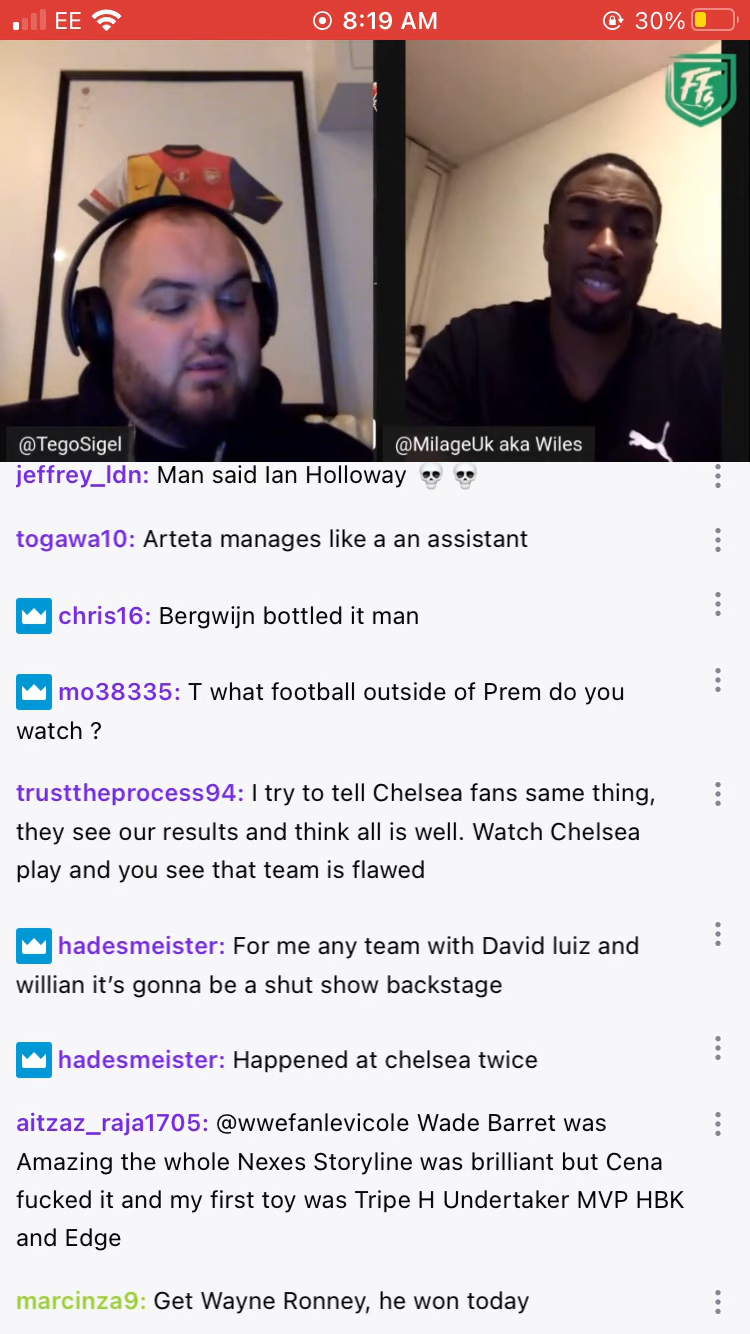 EE 8:19 AM 30%
FFs
@TegoSigel
@MilageUk aka Wiles
jeffrey_ldn: Man said Ian Holloway 💀 💀
togawa10: Arteta manages like a an assistant
chris16: Bergwijn bottled it man
mo38335: T what football outside of Prem do you
watch ?
trusttheprocess94: I try to tell Chelsea fans same thing,
they see our results and think all is well. Watch Chelsea
play and you see that team is flawed
hadesmeister: For me any team with David luiz and
willian it’s gonna be a shut show backstage
hadesmeister: Happened at chelsea twice
aitzaz_raja1705: @wwefanlevicole Wade Barret was
Amazing the whole Nexes Storyline was brilliant but Cena
fucked it and my first toy was Tripe H Undertaker MVP HBK
and Edge
marcinza9: Get Wayne Ronney, he won today